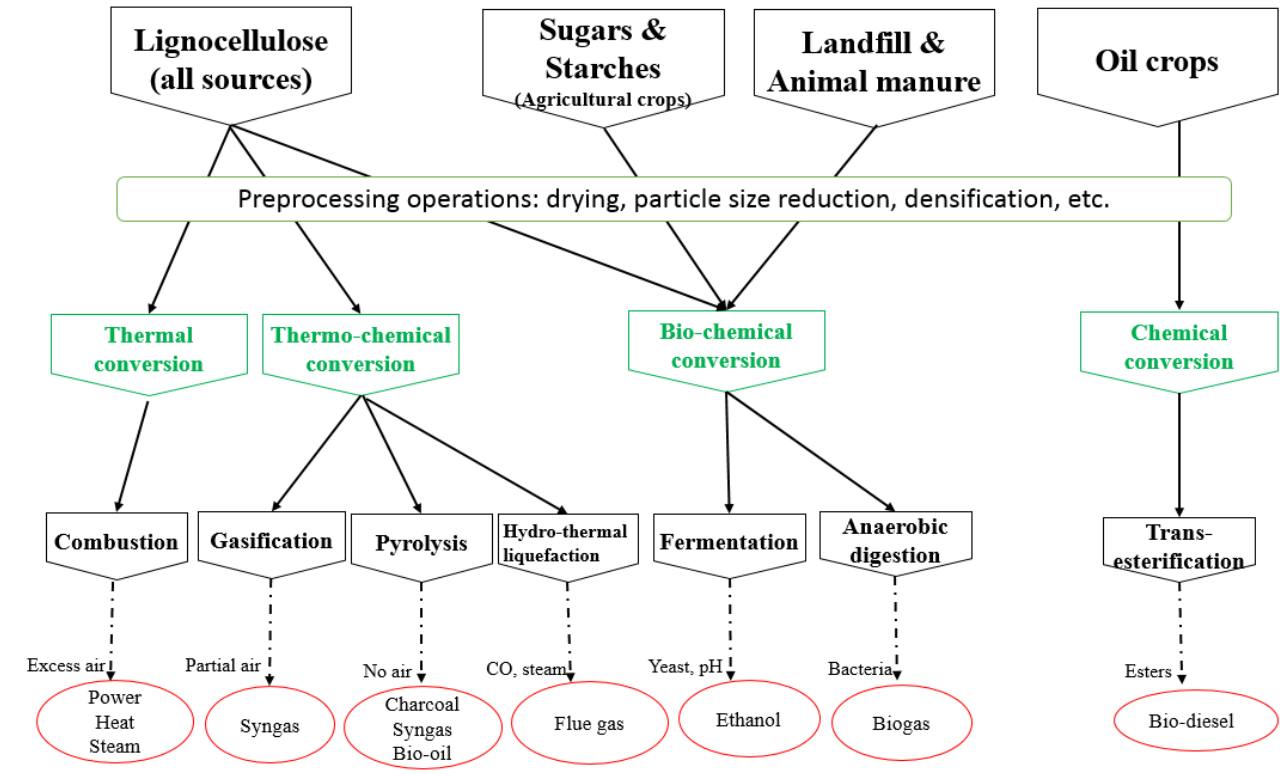 Lignocellulose
(all sources)
Sugars &
Starches
(Agricultural crops)
Landfill &
Animal manure
Oil crops
Preprocessing operations: drying, particle size reduction, densification, etc.
Thermal
conversion
Thermo-chemical
conversion
Bio-chemical
conversion
Chemical
conversion
Combustion
Gasification
Pyrolysis
Hydro-thermal
liquefaction
Fermentation
Anaerobic
digestion
Trans-
esterification
Excess air
Partial air
No air
CO, steam
Yeast, pH
Bacteria
Esters
Power
Heat
Steam
Syngas
Charcoal
Syngas
Bio-oil
Flue gas
Ethanol
Biogas
Bio-diesel